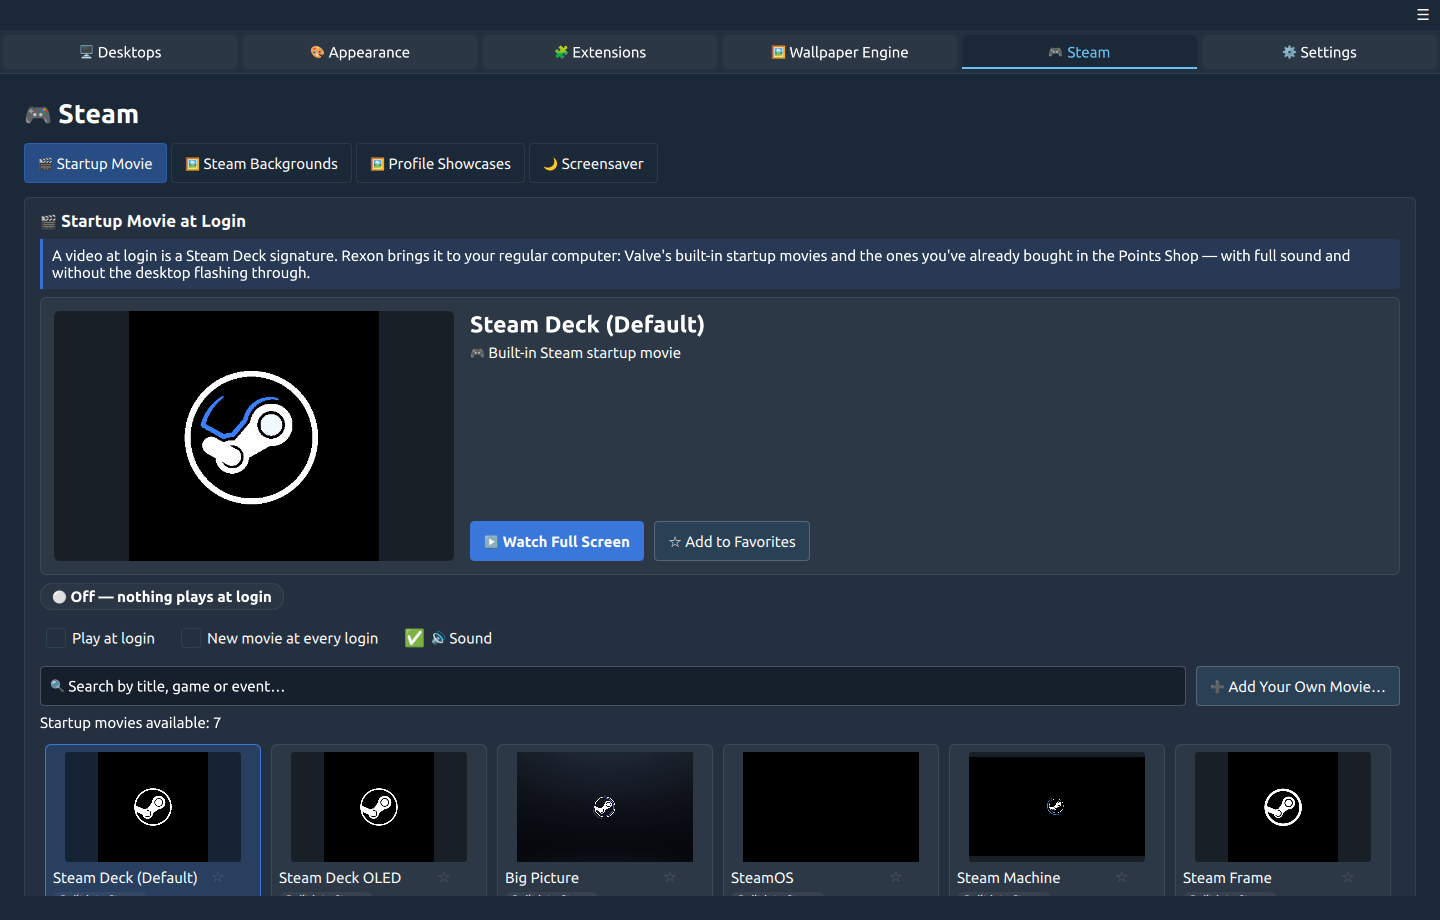 ☰
🖥️ Desktops
🎨 Appearance
🧩 Extensions
🖼️ Wallpaper Engine
🎮 Steam
⚙️ Settings
🎮 Steam
🎬 Startup Movie
🖼️ Steam Backgrounds
🖼️ Profile Showcases
🌙 Screensaver
🎬 Startup Movie at Login
A video at login is a Steam Deck signature. Rexon brings it to your regular computer: Valve's built-in startup movies and the ones you've already bought in the Points Shop — with full sound and
without the desktop flashing through.
Steam Deck (Default)
🎮 Built-in Steam startup movie
▶️ Watch Full Screen
☆ Add to Favorites
⚪ Off — nothing plays at login
Play at login
New movie at every login
✅ 🔊 Sound
🔍 Search by title, game or event…
➕ Add Your Own Movie…
Startup movies available: 7
Steam Deck (Default) ☆
Steam Deck OLED ☆
Big Picture ☆
SteamOS ☆
Steam Machine ☆
Steam Frame ☆